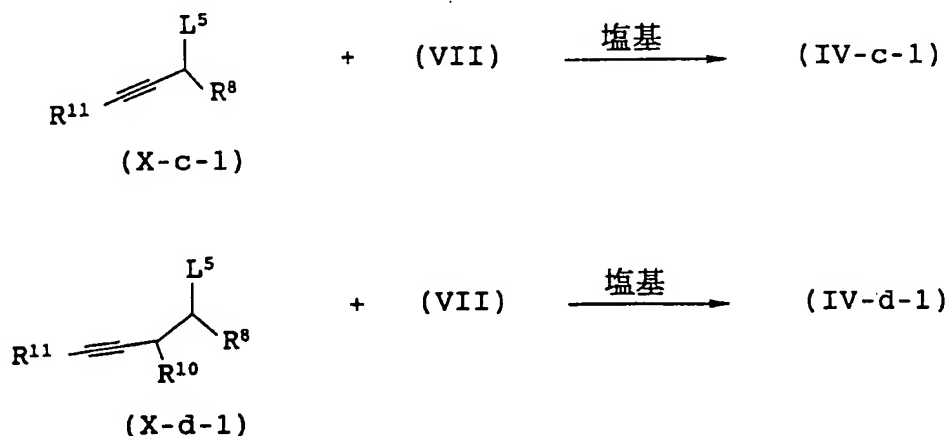 L⁵
+ (VII) 塩基 (IV-c-1)
R¹¹ R⁸
(X-c-1)
L⁵
+ (VII) 塩基 (IV-d-1)
R¹¹ R⁸
R¹⁰
(X-d-1)